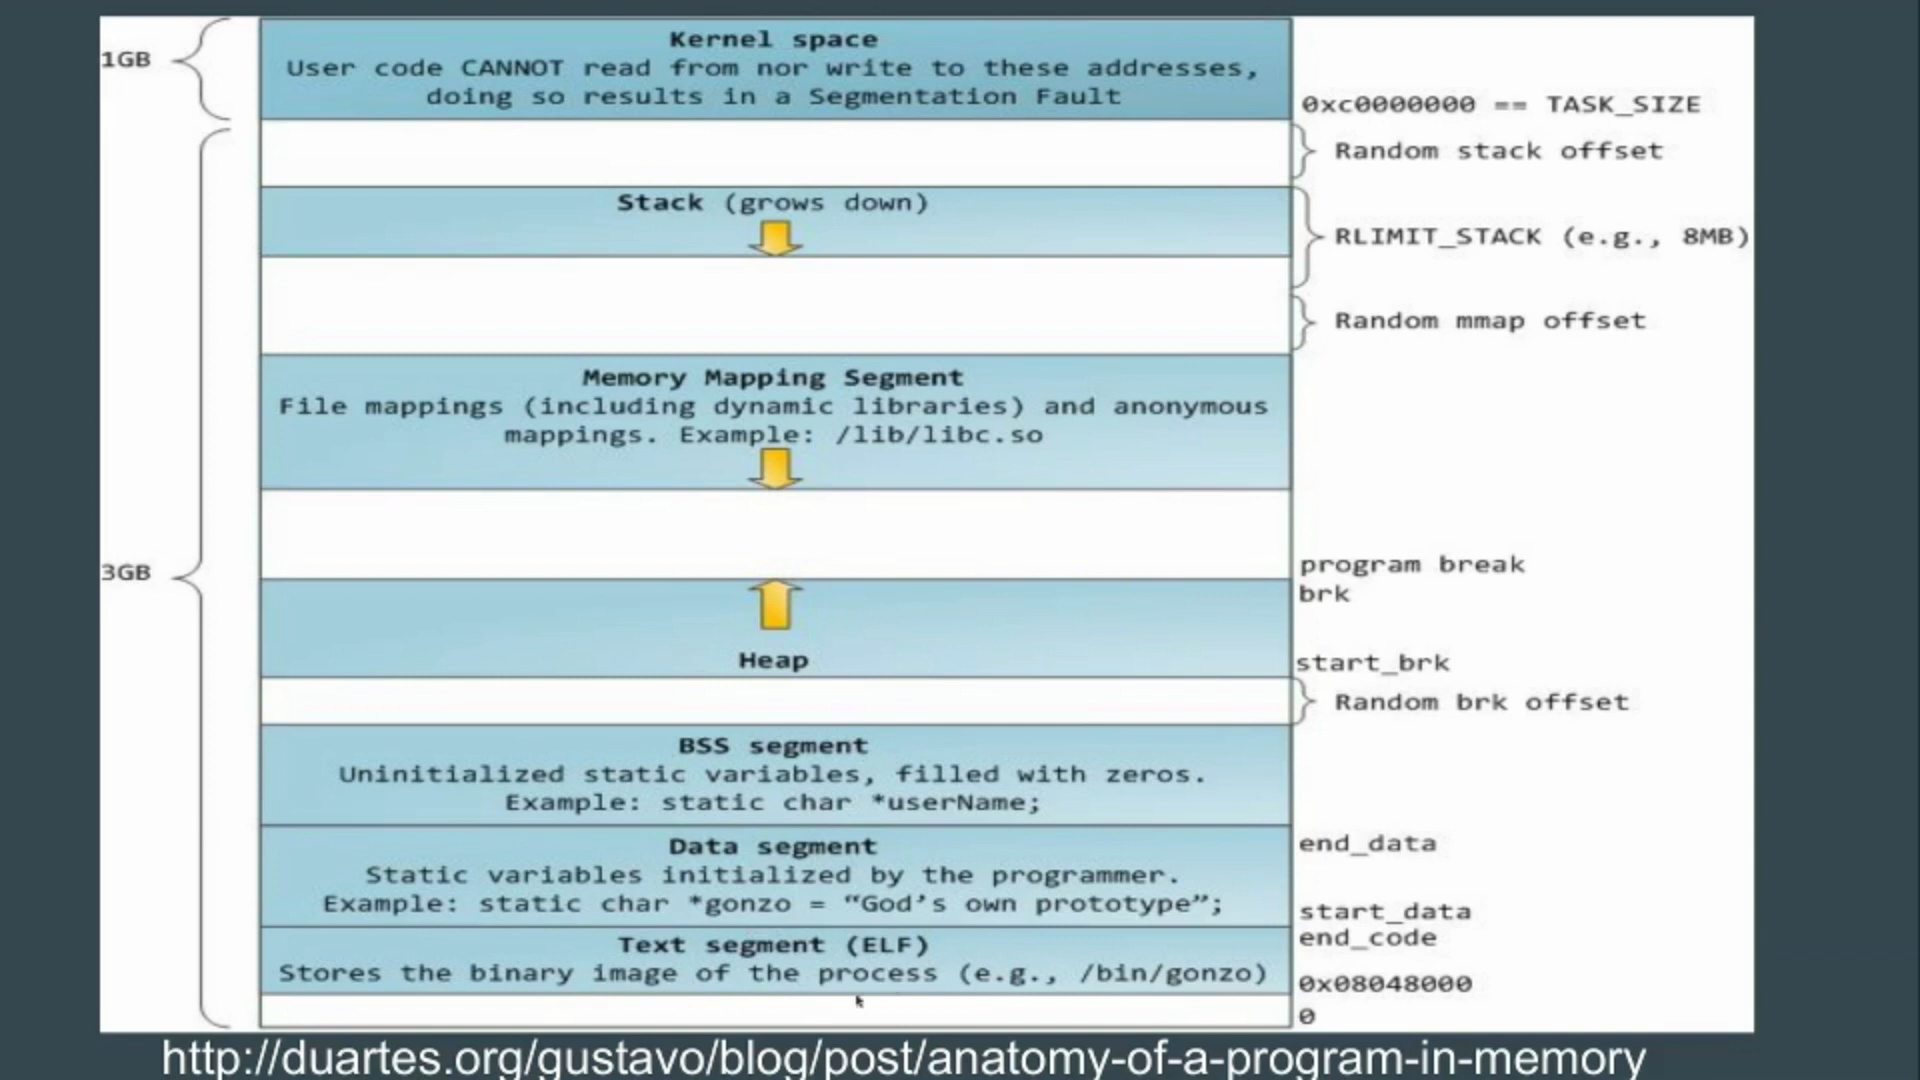 1GB
Kernel space
User code CANNOT read from nor write to these addresses,
doing so results in a Segmentation Fault
0xc0000000 == TASK_SIZE
Random stack offset
Stack (grows down)
RLIMIT_STACK (e.g., 8MB)
Random mmap offset
Memory Mapping Segment
File mappings (including dynamic libraries) and anonymous
mappings. Example: /lib/libc.so
3GB
program break
brk
Heap
start_brk
Random brk offset
BSS segment
Uninitialized static variables, filled with zeros.
Example: static char *userName;
Data segment
Static variables initialized by the programmer.
Example: static char *gonzo = “God’s own prototype”;
end_data
start_data
Text segment (ELF)
Stores the binary image of the process (e.g., /bin/gonzo)
end_code
0x08048000
0
http://duartes.org/gustavo/blog/post/anatomy-of-a-program-in-memory